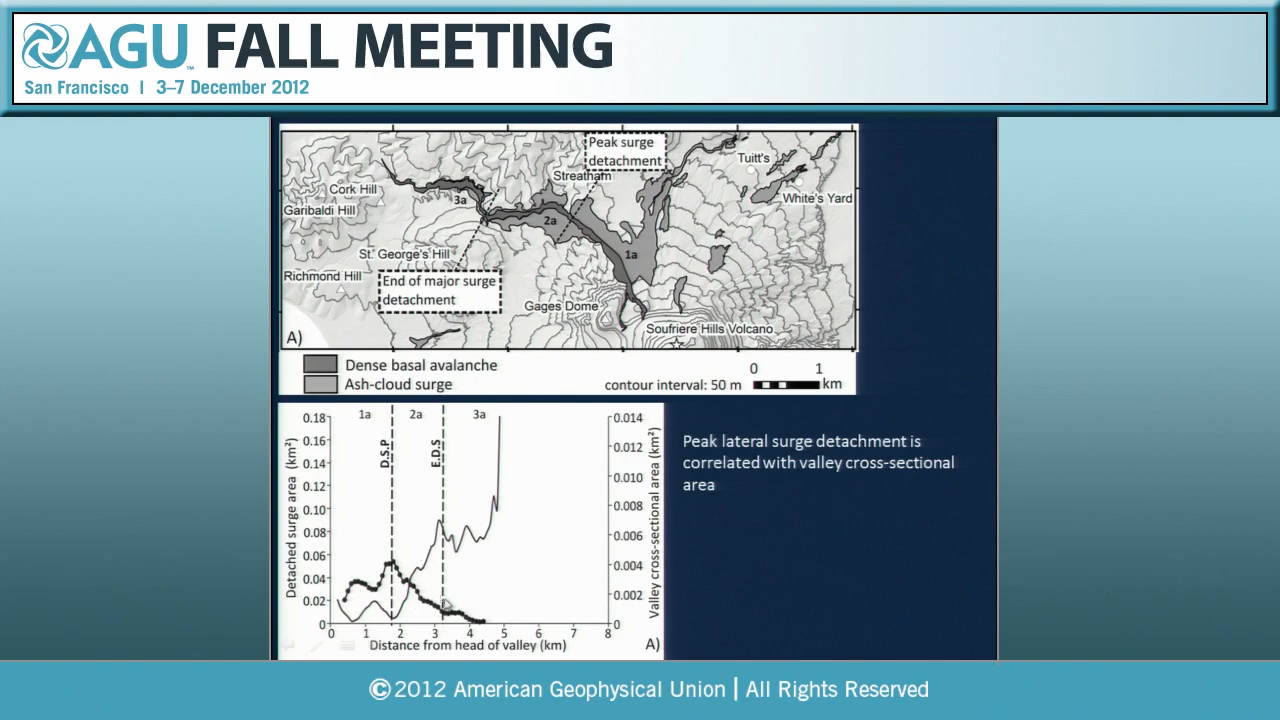 AGU FALL MEETING
San Francisco | 3–7 December 2012
Peak surge
detachment
Tuitt's
Streatham
Cork Hill
White's Yard
3a
Garibaldi Hill
2a
St. George's Hill
1a
Richmond Hill
End of major surge
detachment
Gages Dome
Soufriere Hills Volcano
A)
Dense basal avalanche
Ash-cloud surge
contour interval: 50 m
0 1
km
1a 2a 3a
D.S.P
E.D.S
Detached surge area (km²)
0.18
0.16
0.14
0.12
0.10
0.08
0.06
0.04
0.02
0
0.014
0.012
0.010
0.008
0.006
0.004
0.002
0
Valley cross-sectional area (km²)
0 1 2 3 4 5 6 7 8
Distance from head of valley (km)
A)
Peak lateral surge detachment is
correlated with valley cross-sectional
area
©2012 American Geophysical Union | All Rights Reserved